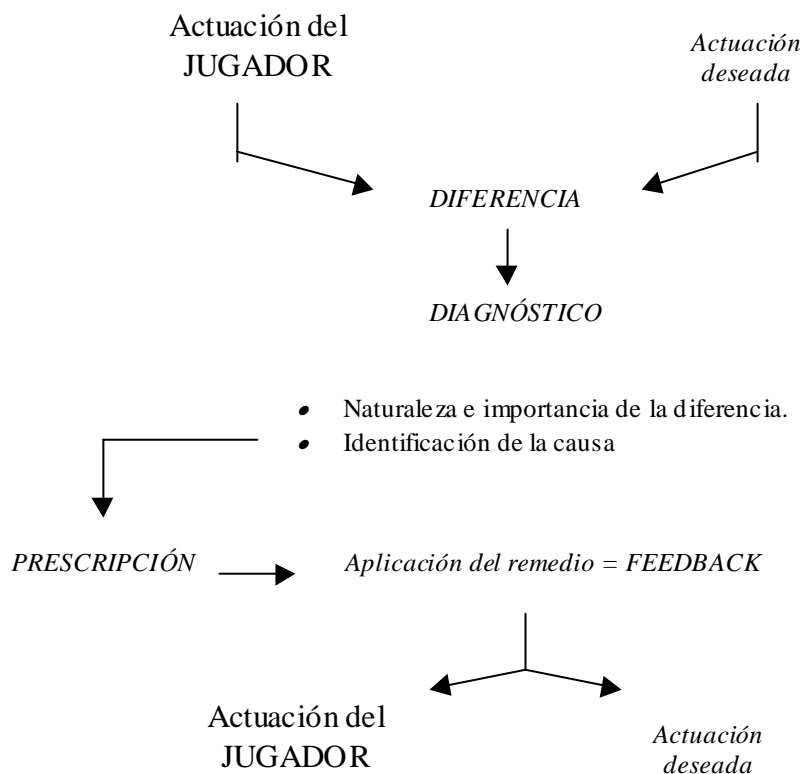 Actuación del
JUGADOR
Actuación
deseada
DIFERENCIA
DIAGNÓSTICO
• Naturaleza e importancia de la diferencia.
• Identificación de la causa
PRESCRIPCIÓN
Aplicación del remedio = FEEDBACK
Actuación del
JUGADOR
Actuación
deseada